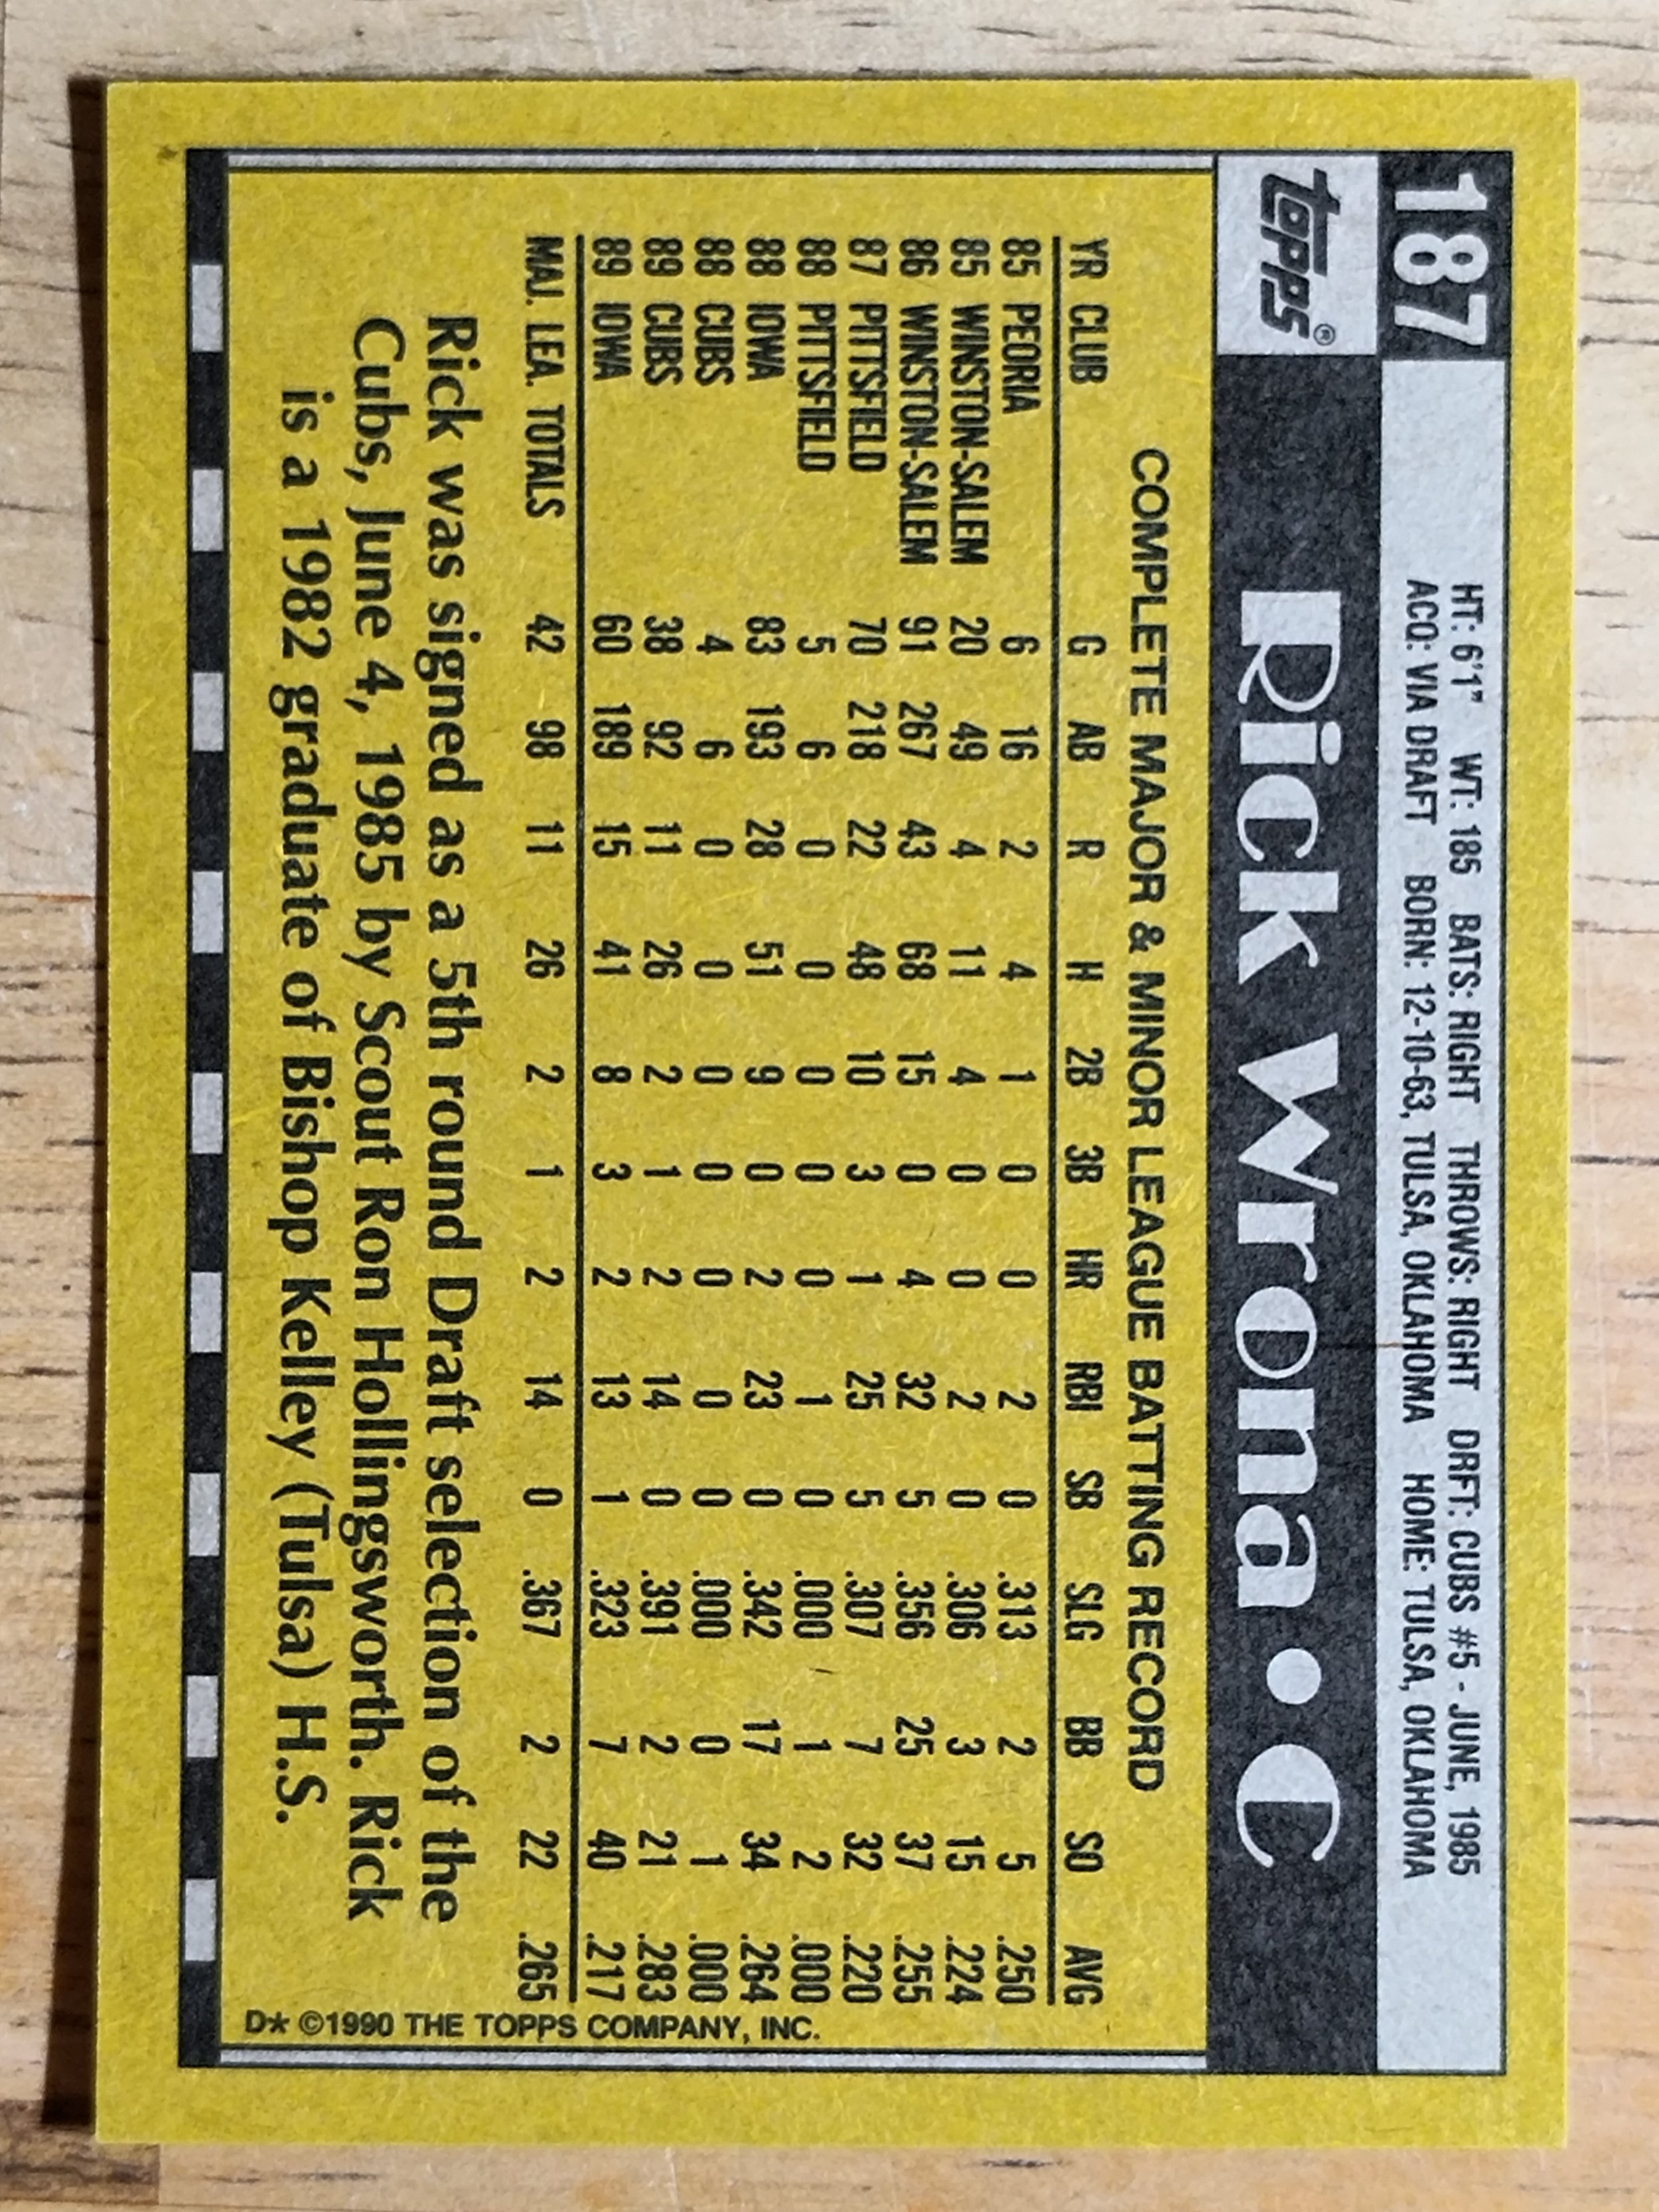 187
HT: 6'1" WT: 185 BATS: RIGHT THROWS: RIGHT DRFT: CUBS #5 - JUNE, 1985
ACQ: VIA DRAFT BORN: 12-10-63, TULSA, OKLAHOMA HOME: TULSA, OKLAHOMA
topps®
Rick Wrona • C
COMPLETE MAJOR & MINOR LEAGUE BATTING RECORD
YR CLUB G AB R H 2B 3B HR RBI SB SLG BB SO AVG
85 PEORIA 6 16 2 4 1 0 0 2 0 .313 2 5 .250
85 WINSTON-SALEM 20 49 4 11 4 0 0 2 0 .306 3 15 .224
86 WINSTON-SALEM 91 267 43 68 15 0 4 32 5 .356 25 37 .255
87 PITTSFIELD 70 218 22 48 10 3 1 25 5 .307 7 32 .220
88 PITTSFIELD 5 6 0 0 0 0 0 1 0 .000 1 2 .000
88 IOWA 83 193 28 51 9 0 2 23 0 .342 17 34 .264
88 CUBS 4 6 0 0 0 0 0 0 0 .000 0 1 .000
89 CUBS 38 92 11 26 2 1 2 14 0 .391 2 21 .283
89 IOWA 60 189 15 41 8 3 2 13 1 .323 7 40 .217
MAJ. LEA. TOTALS 42 98 11 26 2 1 2 14 0 .367 2 22 .265
Rick was signed as a 5th round Draft selection of the
Cubs, June 4, 1985 by Scout Ron Hollingsworth. Rick
is a 1982 graduate of Bishop Kelley (Tulsa) H.S.
D* ©1990 THE TOPPS COMPANY, INC.